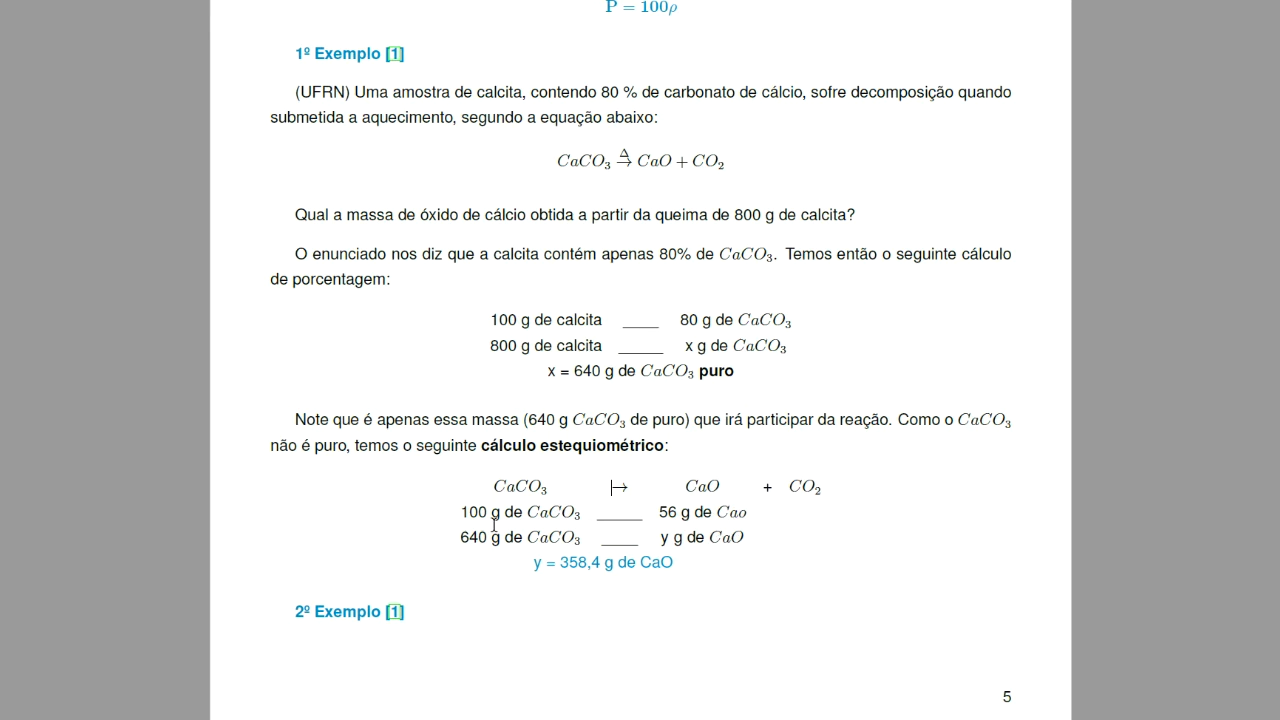 P = 100ρ
1º Exemplo [1]
(UFRN) Uma amostra de calcita, contendo 80 % de carbonato de cálcio, sofre decomposição quando
submetida a aquecimento, segundo a equação abaixo:
CaCO₃ →^Δ CaO + CO₂
Qual a massa de óxido de cálcio obtida a partir da queima de 800 g de calcita?
O enunciado nos diz que a calcita contém apenas 80% de CaCO₃. Temos então o seguinte cálculo
de porcentagem:
100 g de calcita ____ 80 g de CaCO₃
800 g de calcita _____ x g de CaCO₃
x = 640 g de CaCO₃ puro
Note que é apenas essa massa (640 g CaCO₃ de puro) que irá participar da reação. Como o CaCO₃
não é puro, temos o seguinte cálculo estequiométrico:
CaCO₃ ↦ CaO + CO₂
100 g de CaCO₃ _____ 56 g de Cao
640 g de CaCO₃ ____ y g de CaO
y = 358,4 g de CaO
2º Exemplo [1]
5